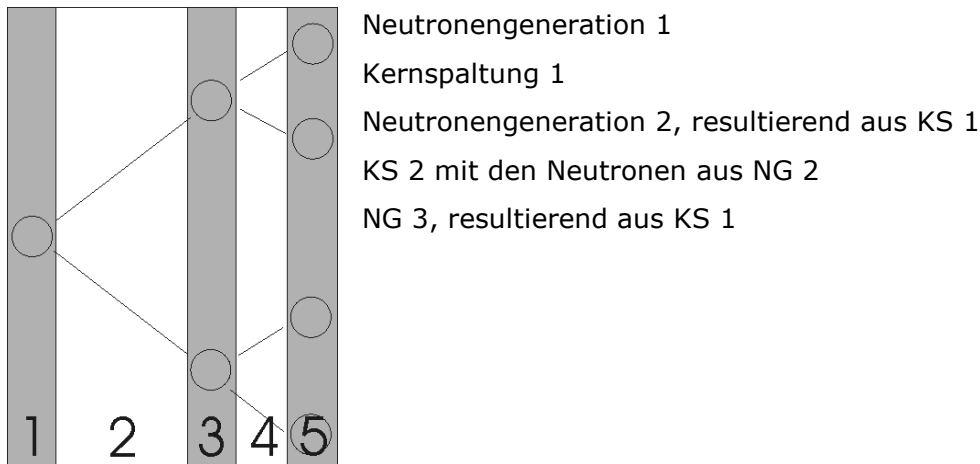 Neutronengeneration 1
Kernspaltung 1
Neutronengeneration 2, resultierend aus KS 1
KS 2 mit den Neutronen aus NG 2
NG 3, resultierend aus KS 1
1 2 3 4 5